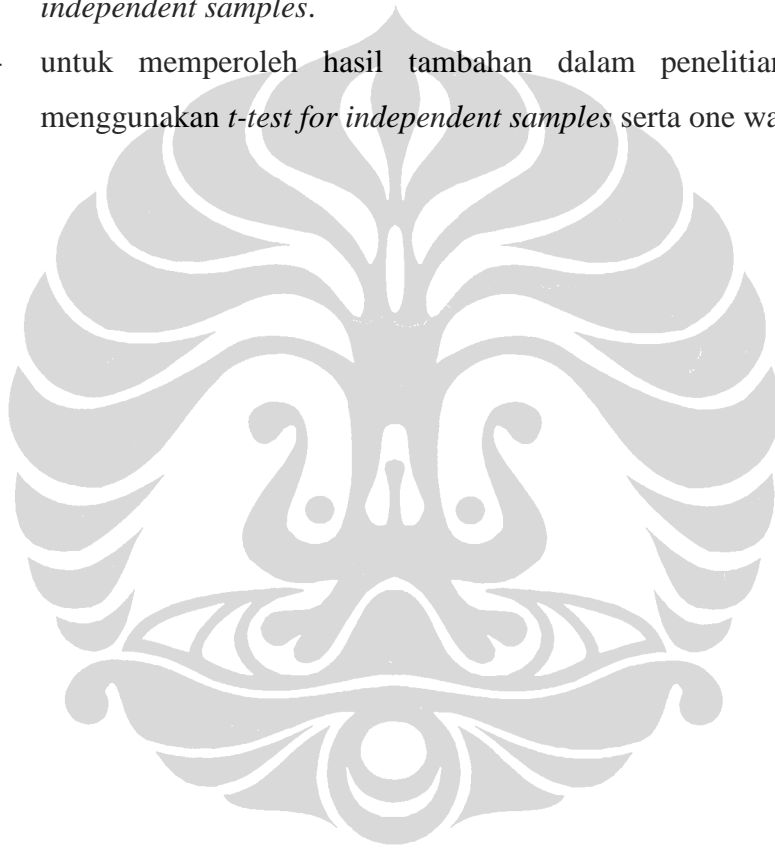 independent samples.
- untuk memperoleh hasil tambahan dalam penelitian
menggunakan t-test for independent samples serta one wa